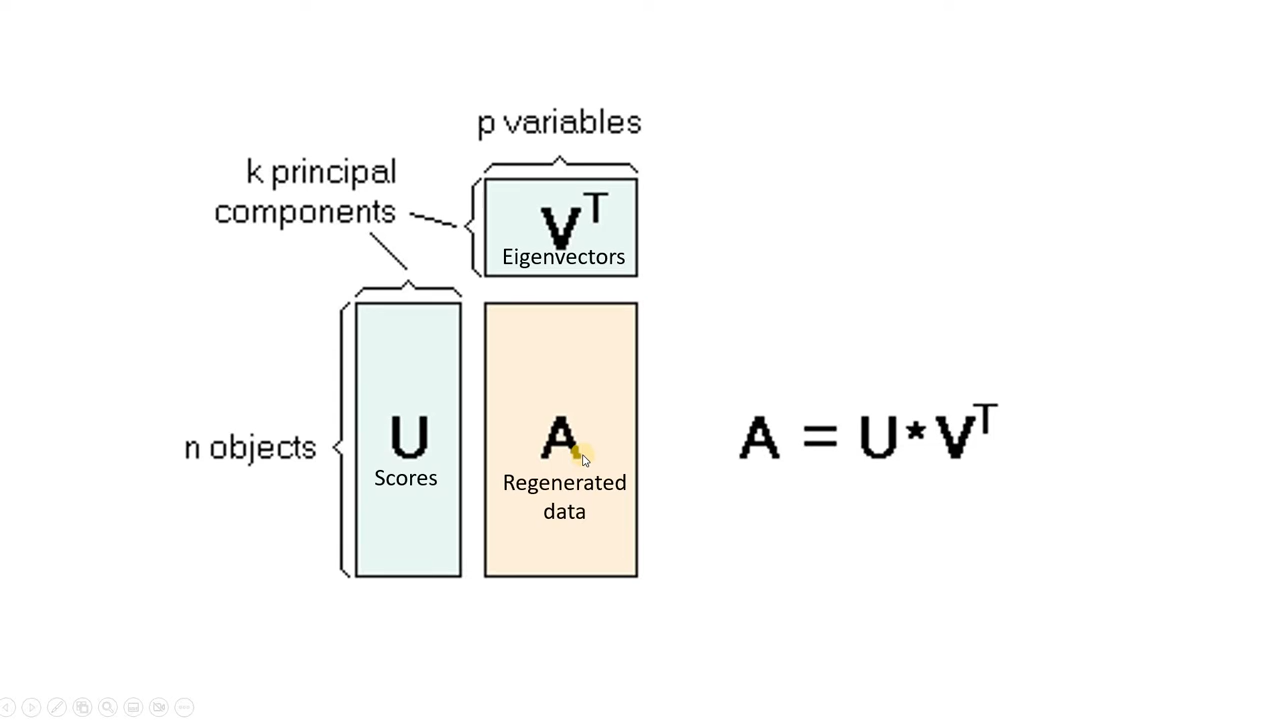 p variables
k principal
components
V^T
Eigenvectors
n objects
U
Scores
A
Regenerated
data
A = U*V^T